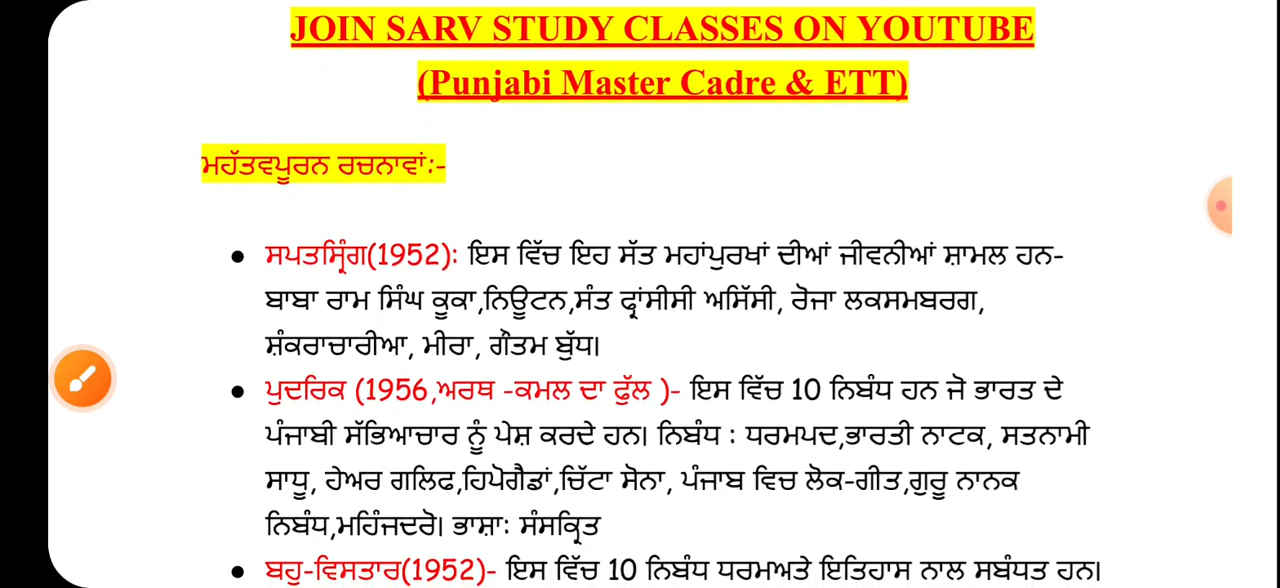 JOIN SARV STUDY CLASSES ON YOUTUBE
(Punjabi Master Cadre & ETT)
ਮਹੱਤਵਪੂਰਨ ਰਚਨਾਵਾਂ:-
● ਸਪਤਸ੍ਰਿੰਗ(1952): ਇਸ ਵਿੱਚ ਇਹ ਸੱਤ ਮਹਾਂਪੁਰਖਾਂ ਦੀਆਂ ਜੀਵਨੀਆਂ ਸ਼ਾਮਲ ਹਨ-
ਬਾਬਾ ਰਾਮ ਸਿੰਘ ਕੂਕਾ,ਨਿਊਟਨ,ਸੰਤ ਫ੍ਰਾਂਸੀਸੀ ਅਸਿੱਸੀ, ਰੋਜਾ ਲਕਸਮਬਰਗ,
ਸ਼ੰਕਰਾਚਾਰੀਆ, ਮੀਰਾ, ਗੌਤਮ ਬੁੱਧ।
● ਪੁਦਰਿਕ (1956,ਅਰਥ -ਕਮਲ ਦਾ ਫੁੱਲ )- ਇਸ ਵਿੱਚ 10 ਨਿਬੰਧ ਹਨ ਜੋ ਭਾਰਤ ਦੇ
ਪੰਜਾਬੀ ਸੱਭਿਆਚਾਰ ਨੂੰ ਪੇਸ਼ ਕਰਦੇ ਹਨ। ਨਿਬੰਧ : ਧਰਮਪਦ,ਭਾਰਤੀ ਨਾਟਕ, ਸਤਨਾਮੀ
ਸਾਧੂ, ਹੇਅਰ ਗਲਿਫ,ਹਿਪੋਗੈਡਾਂ,ਚਿੱਟਾ ਸੋਨਾ, ਪੰਜਾਬ ਵਿਚ ਲੋਕ-ਗੀਤ,ਗੁਰੂ ਨਾਨਕ
ਨਿਬੰਧ,ਮਹਿੰਜਦਰੋ। ਭਾਸ਼ਾ: ਸੰਸਕ੍ਰਿਤ
● ਬਹੁ-ਵਿਸਤਾਰ(1952)- ਇਸ ਵਿੱਚ 10 ਨਿਬੰਧ ਧਰਮਅਤੇ ਇਤਿਹਾਸ ਨਾਲ ਸਬੰਧਤ ਹਨ।